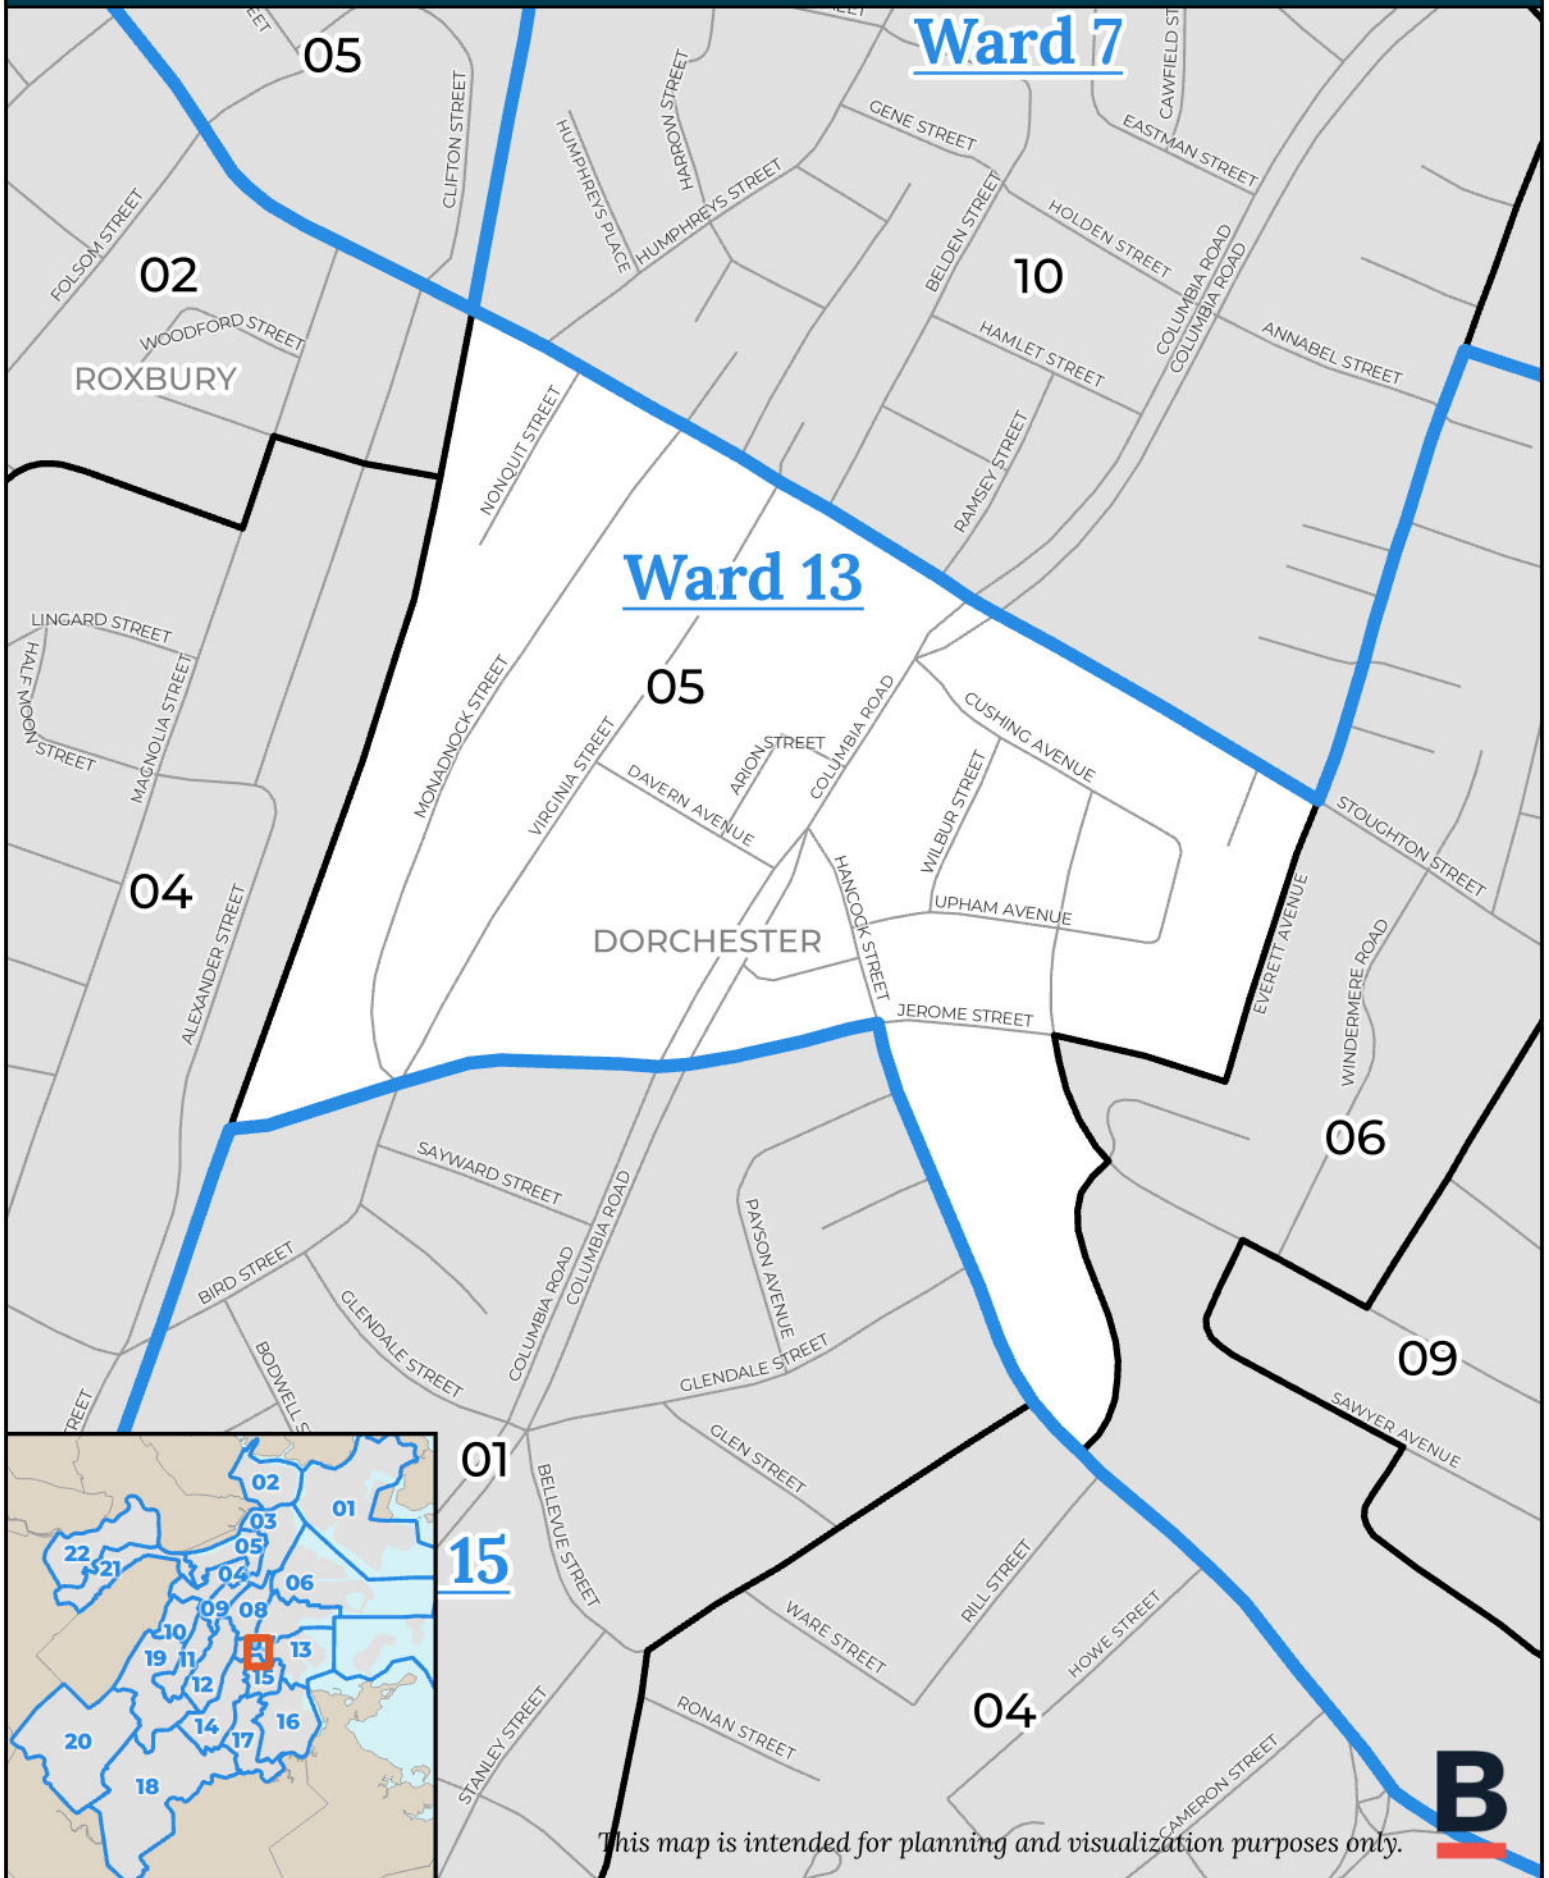 Ward 7
05
CLIFTON STREET
HARROW STREET
CAWFIELD ST
GENE STREET
EASTMAN STREET
HUMPHREYS PLACE
HUMPHREYS STREET
FOLSOM STREET
02
BELDEN STREET
HOLDEN STREET
10
COLUMBIA ROAD
COLUMBIA ROAD
WOODFORD STREET
HAMLET STREET
ANNABEL STREET
ROXBURY
NONQUIT STREET
RAMSEY STREET
Ward 13
LINGARD STREET
HALF MOON STREET
MAGNOLIA STREET
05
MONADNOCK STREET
VIRGINIA STREET
ARION STREET
COLUMBIA ROAD
CUSHING AVENUE
DAVERN AVENUE
WILBUR STREET
STOUGHTON STREET
04
HANCOCK STREET
UPHAM AVENUE
EVERETT AVENUE
ALEXANDER STREET
DORCHESTER
WINDERMERE ROAD
JEROME STREET
06
SAYWARD STREET
COLUMBIA ROAD
COLUMBIA ROAD
PAYSON AVENUE
BIRD STREET
GLENDALE STREET
BODWELL S
GLENDALE STREET
09
SAWYER AVENUE
REET
01
GLEN STREET
BELLEVUE STREET
15
RILL STREET
WARE STREET
HOWE STREET
RONAN STREET
04
STANLEY STREET
CAMERON STREET
02
01
03
05
22
21
04
06
09
08
10
13
19
11
15
12
14
16
17
20
18
B
This map is intended for planning and visualization purposes only.